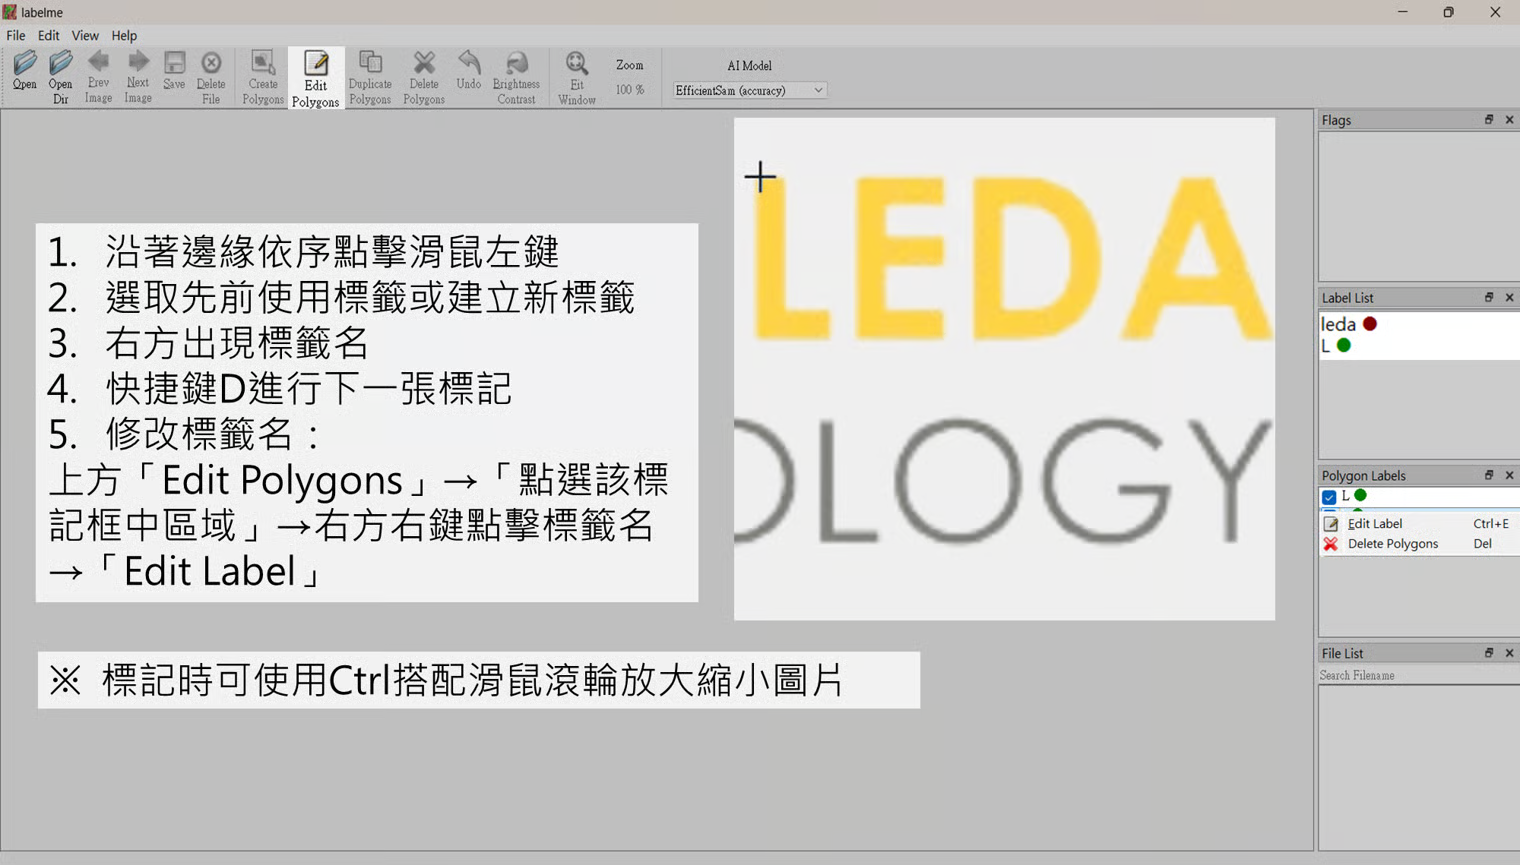 labelme
File Edit View Help
Open
Open Dir
Prev Image
Next Image
Save
Delete File
Create Polygons
Edit Polygons
Duplicate Polygons
Delete Polygons
Undo
Brightness Contrast
Fit Window
Zoom
100 %
AI Model
EfficientSam (accuracy)
1. 沿著邊緣依序點擊滑鼠左鍵
2. 選取先前使用標籤或建立新標籤
3. 右方出現標籤名
4. 快捷鍵D進行下一張標記
5. 修改標籤名：
上方「Edit Polygons」→「點選該標
記框中區域」→右方右鍵點擊標籤名
→「Edit Label」
※ 標記時可使用Ctrl搭配滑鼠滾輪放大縮小圖片
LEDA
OLOGY
Flags
Label List
leda
L
Polygon Labels
L
Edit Label Ctrl+E
Delete Polygons Del
File List
Search Filename